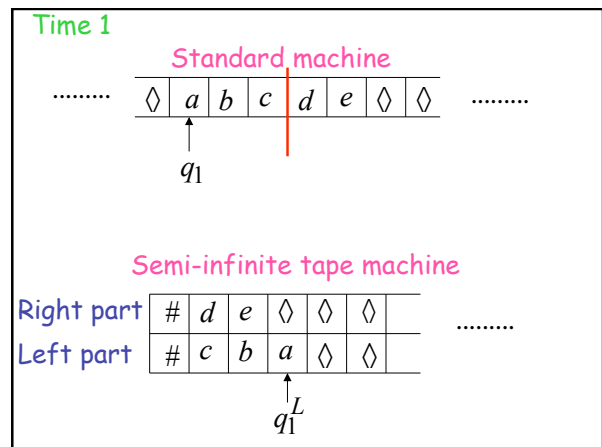 Time 1
Standard machine
......... ◊ a b c d e ◊ ◊ .........
q₁
Semi-infinite tape machine
Right part # d e ◊ ◊ ◊ .........
Left part # c b a ◊ ◊
q₁ᴸ